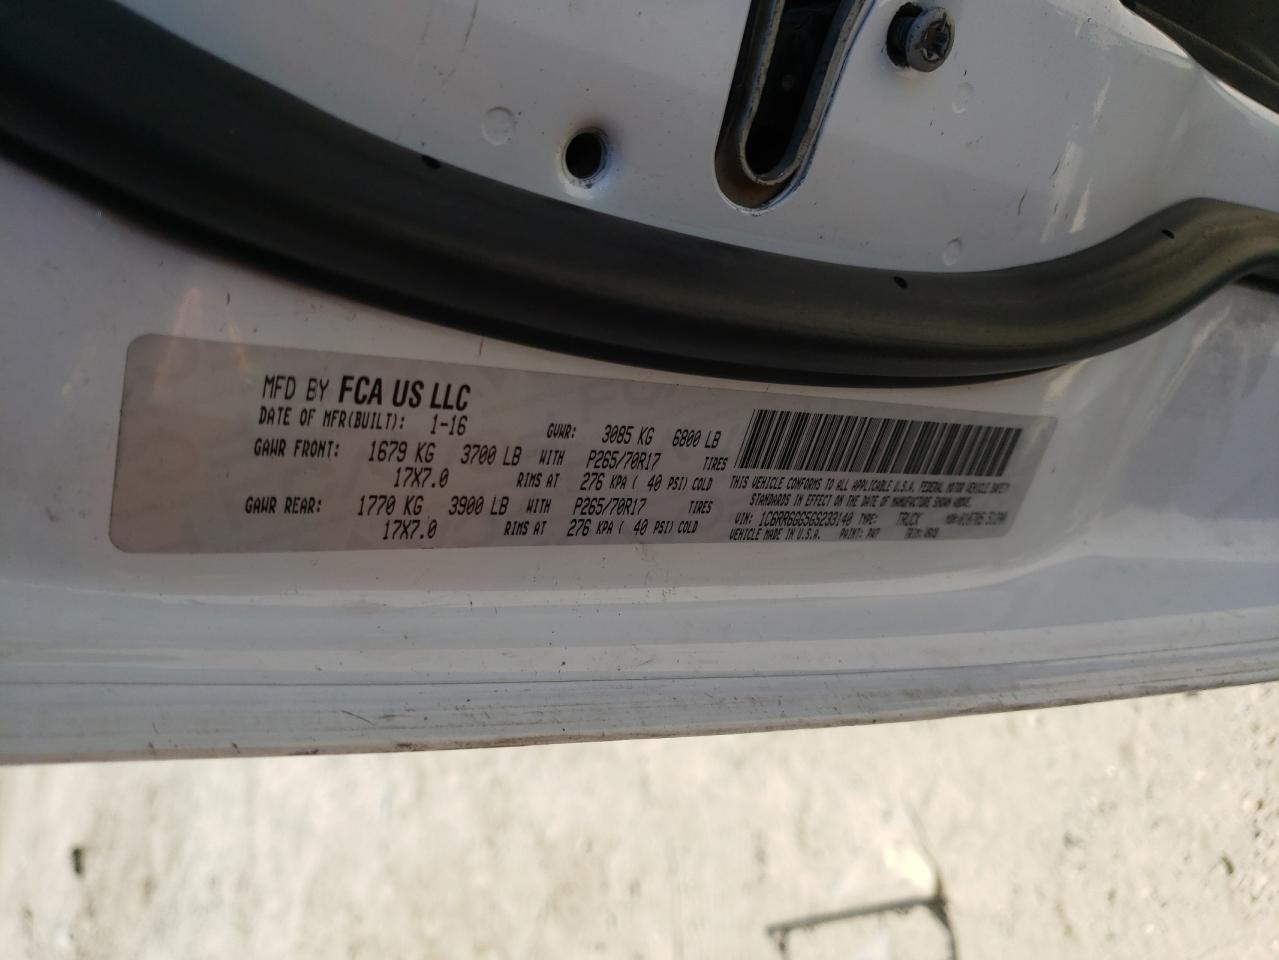 MFD BY FCA US LLC
DATE OF MFR(BUILT): 1-16 GVWR: 3085 KG 6800 LB
GAWR FRONT: 1679 KG 3700 LB WITH P265/70R17 TIRES
17X7.0 RIMS AT 276 KPA ( 40 PSI) COLD
GAWR REAR: 1770 KG 3900 LB WITH P265/70R17 TIRES
17X7.0 RIMS AT 276 KPA ( 40 PSI) COLD
THIS VEHICLE CONFORMS TO ALL APPLICABLE U.S.A. FEDERAL MOTOR VEHICLE SAFETY
STANDARDS IN EFFECT ON THE DATE OF MANUFACTURE SHOWN ABOVE.
VIN: 1C6RR6GG5GS233140 TYPE: TRUCK MDH:
VEHICLE MADE IN U.S.A. PAINT: PW7 TRIM: